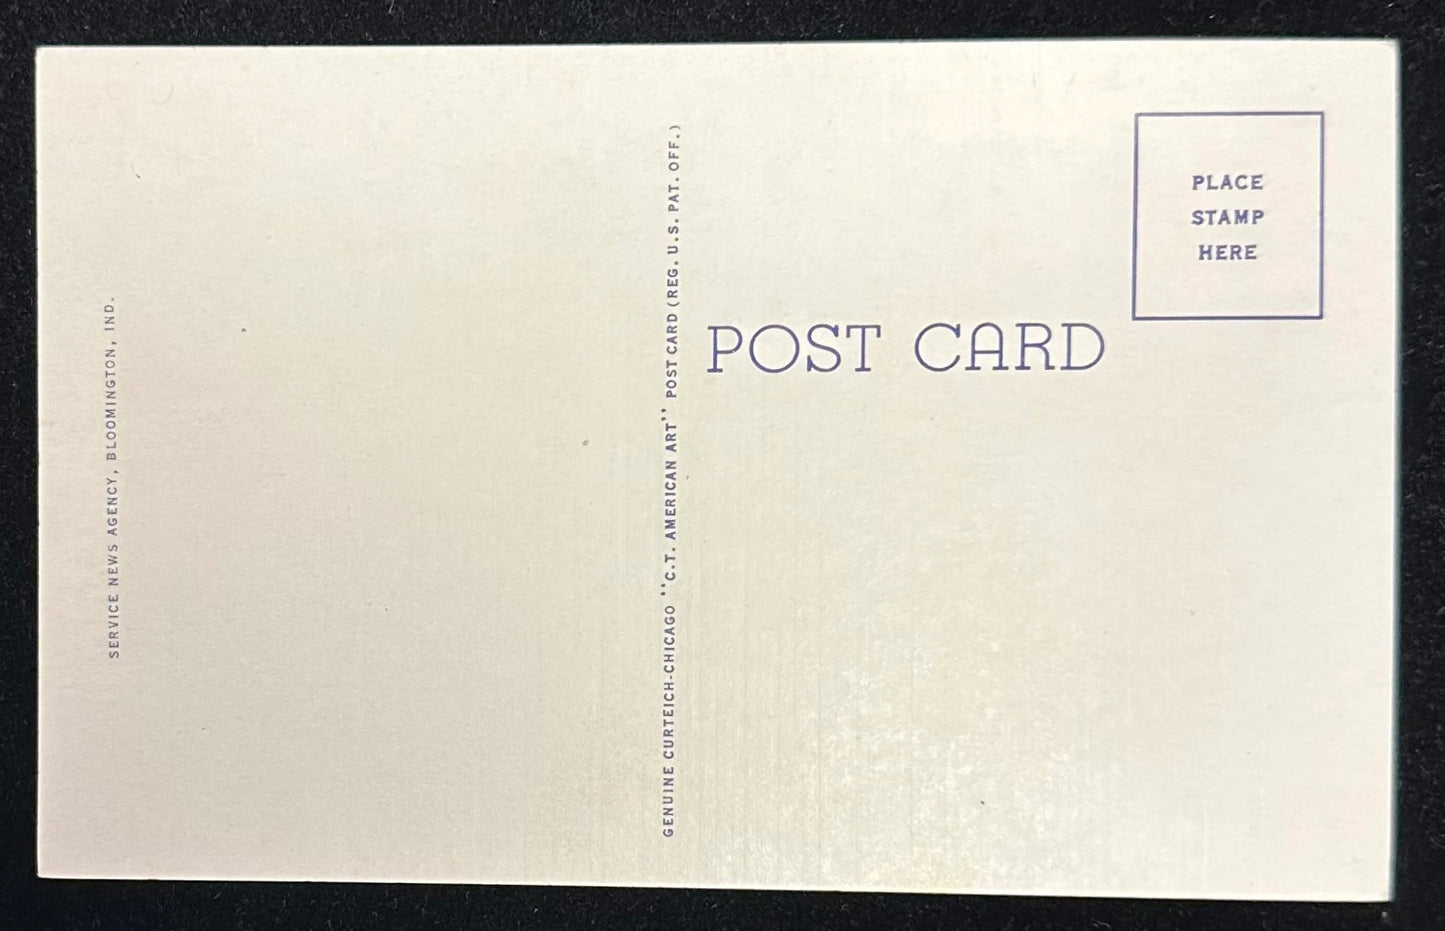 SERVICE NEWS AGENCY, BLOOMINGTON, IND.
GENUINE CURTEICH-CHICAGO "C.T. AMERICAN ART" POST CARD (REG. U.S. PAT. OFF.)
POST CARD
PLACE
STAMP
HERE